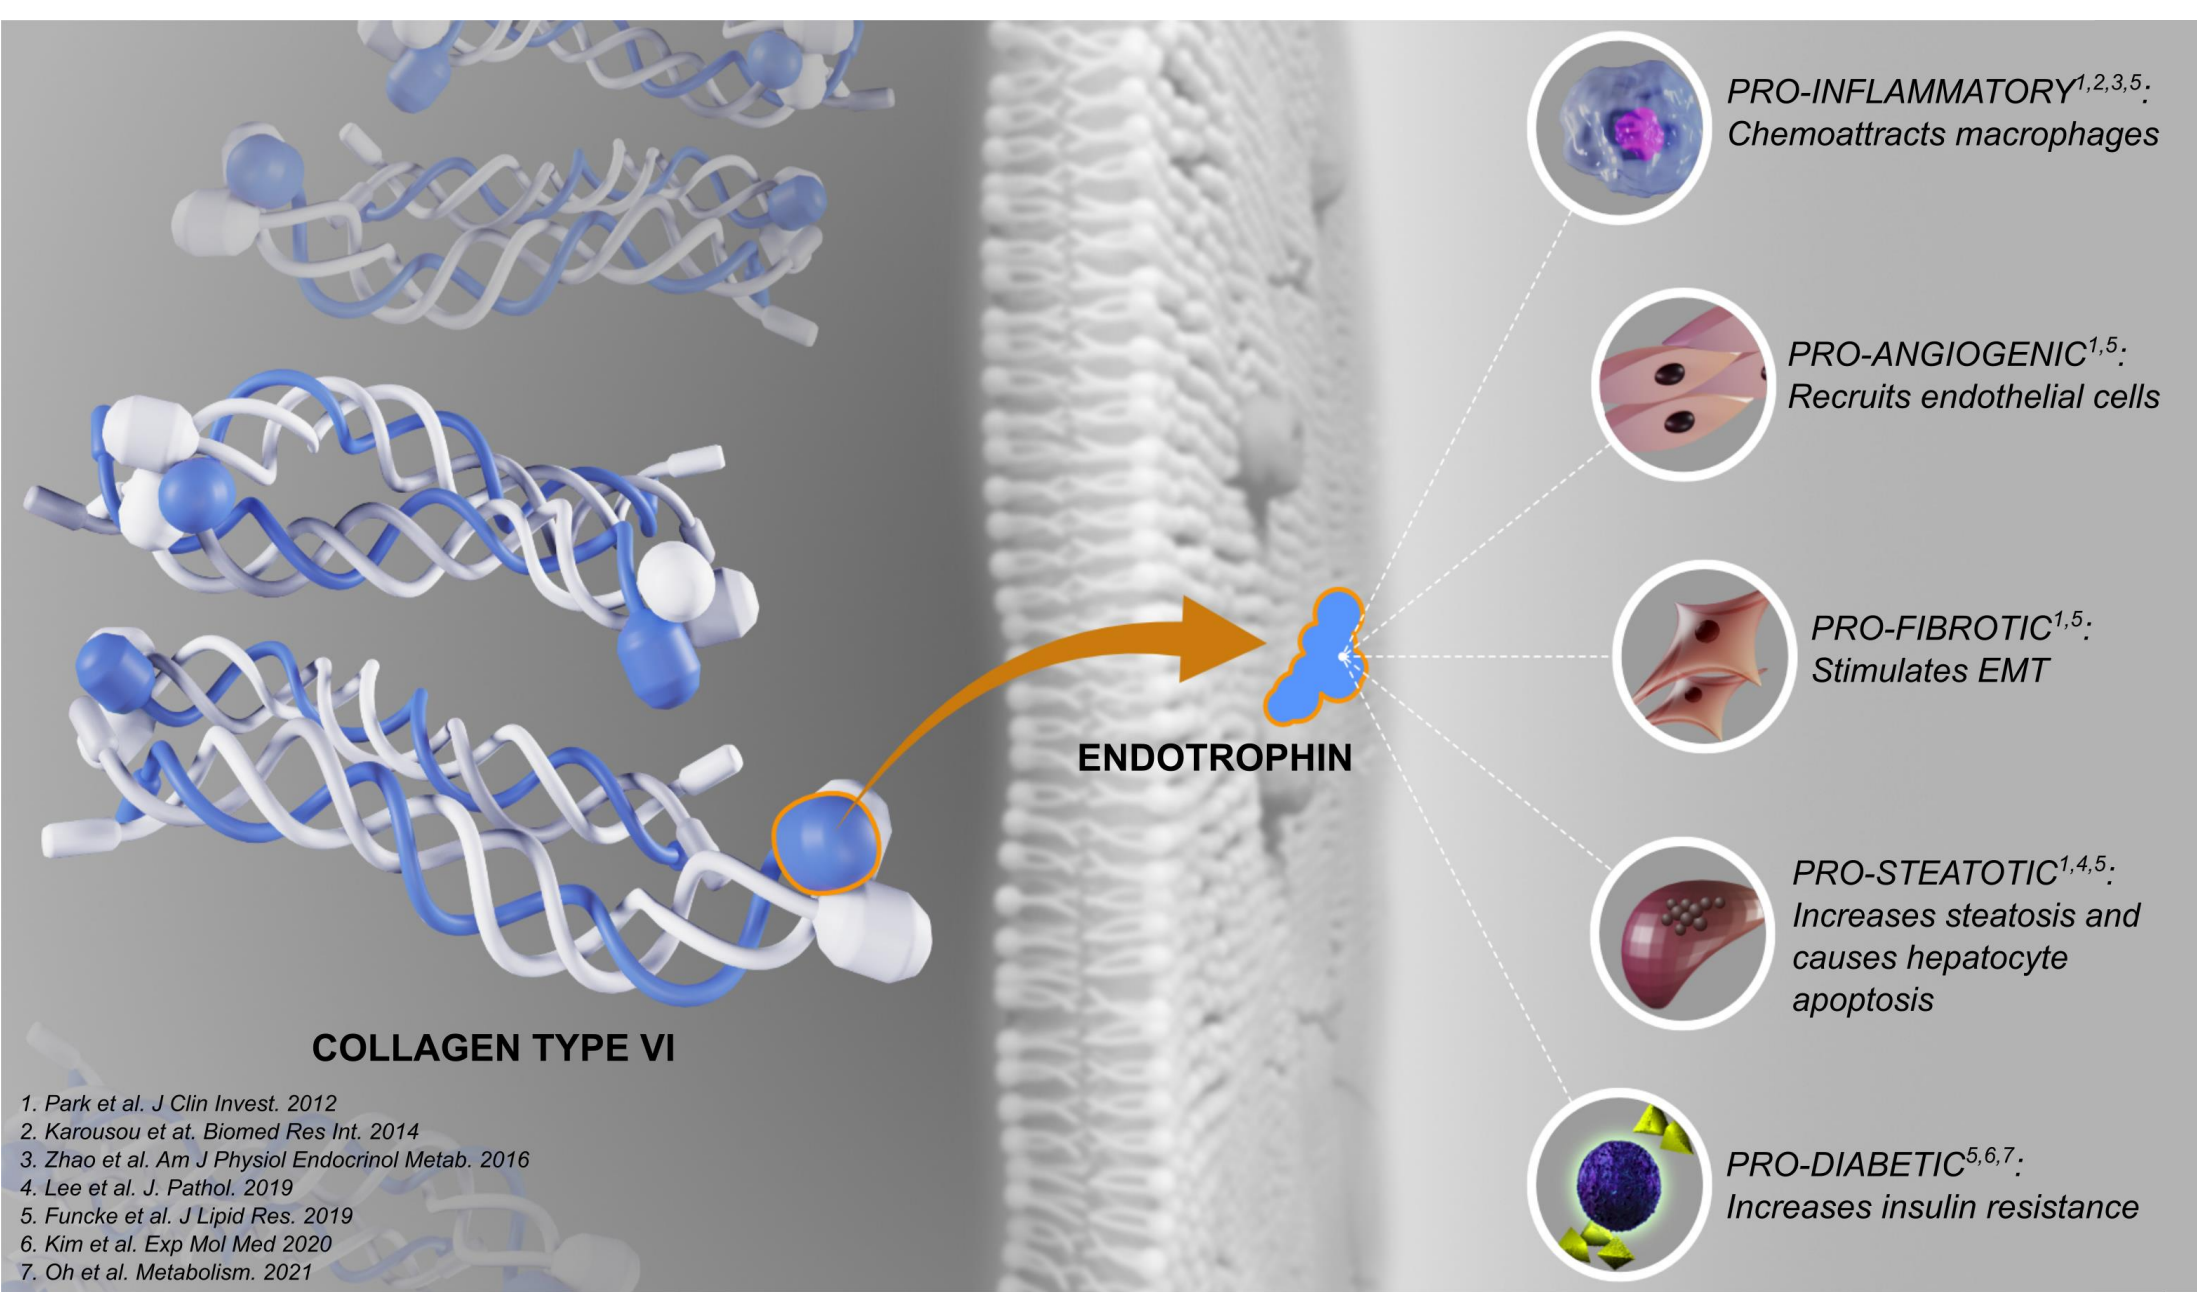 PRO-INFLAMMATORY1,2,3,5:
Chemoattracts macrophages
PRO-ANGIOGENIC1,5:
Recruits endothelial cells
PRO-FIBROTIC1,5:
Stimulates EMT
ENDOTROPHIN
PRO-STEATOTIC1,4,5:
Increases steatosis and
causes hepatocyte
apoptosis
COLLAGEN TYPE VI
PRO-DIABETIC5,6,7:
Increases insulin resistance
1. Park et al. J Clin Invest. 2012
2. Karousou et at. Biomed Res Int. 2014
3. Zhao et al. Am J Physiol Endocrinol Metab. 2016
4. Lee et al. J. Pathol. 2019
5. Funcke et al. J Lipid Res. 2019
6. Kim et al. Exp Mol Med 2020
7. Oh et al. Metabolism. 2021